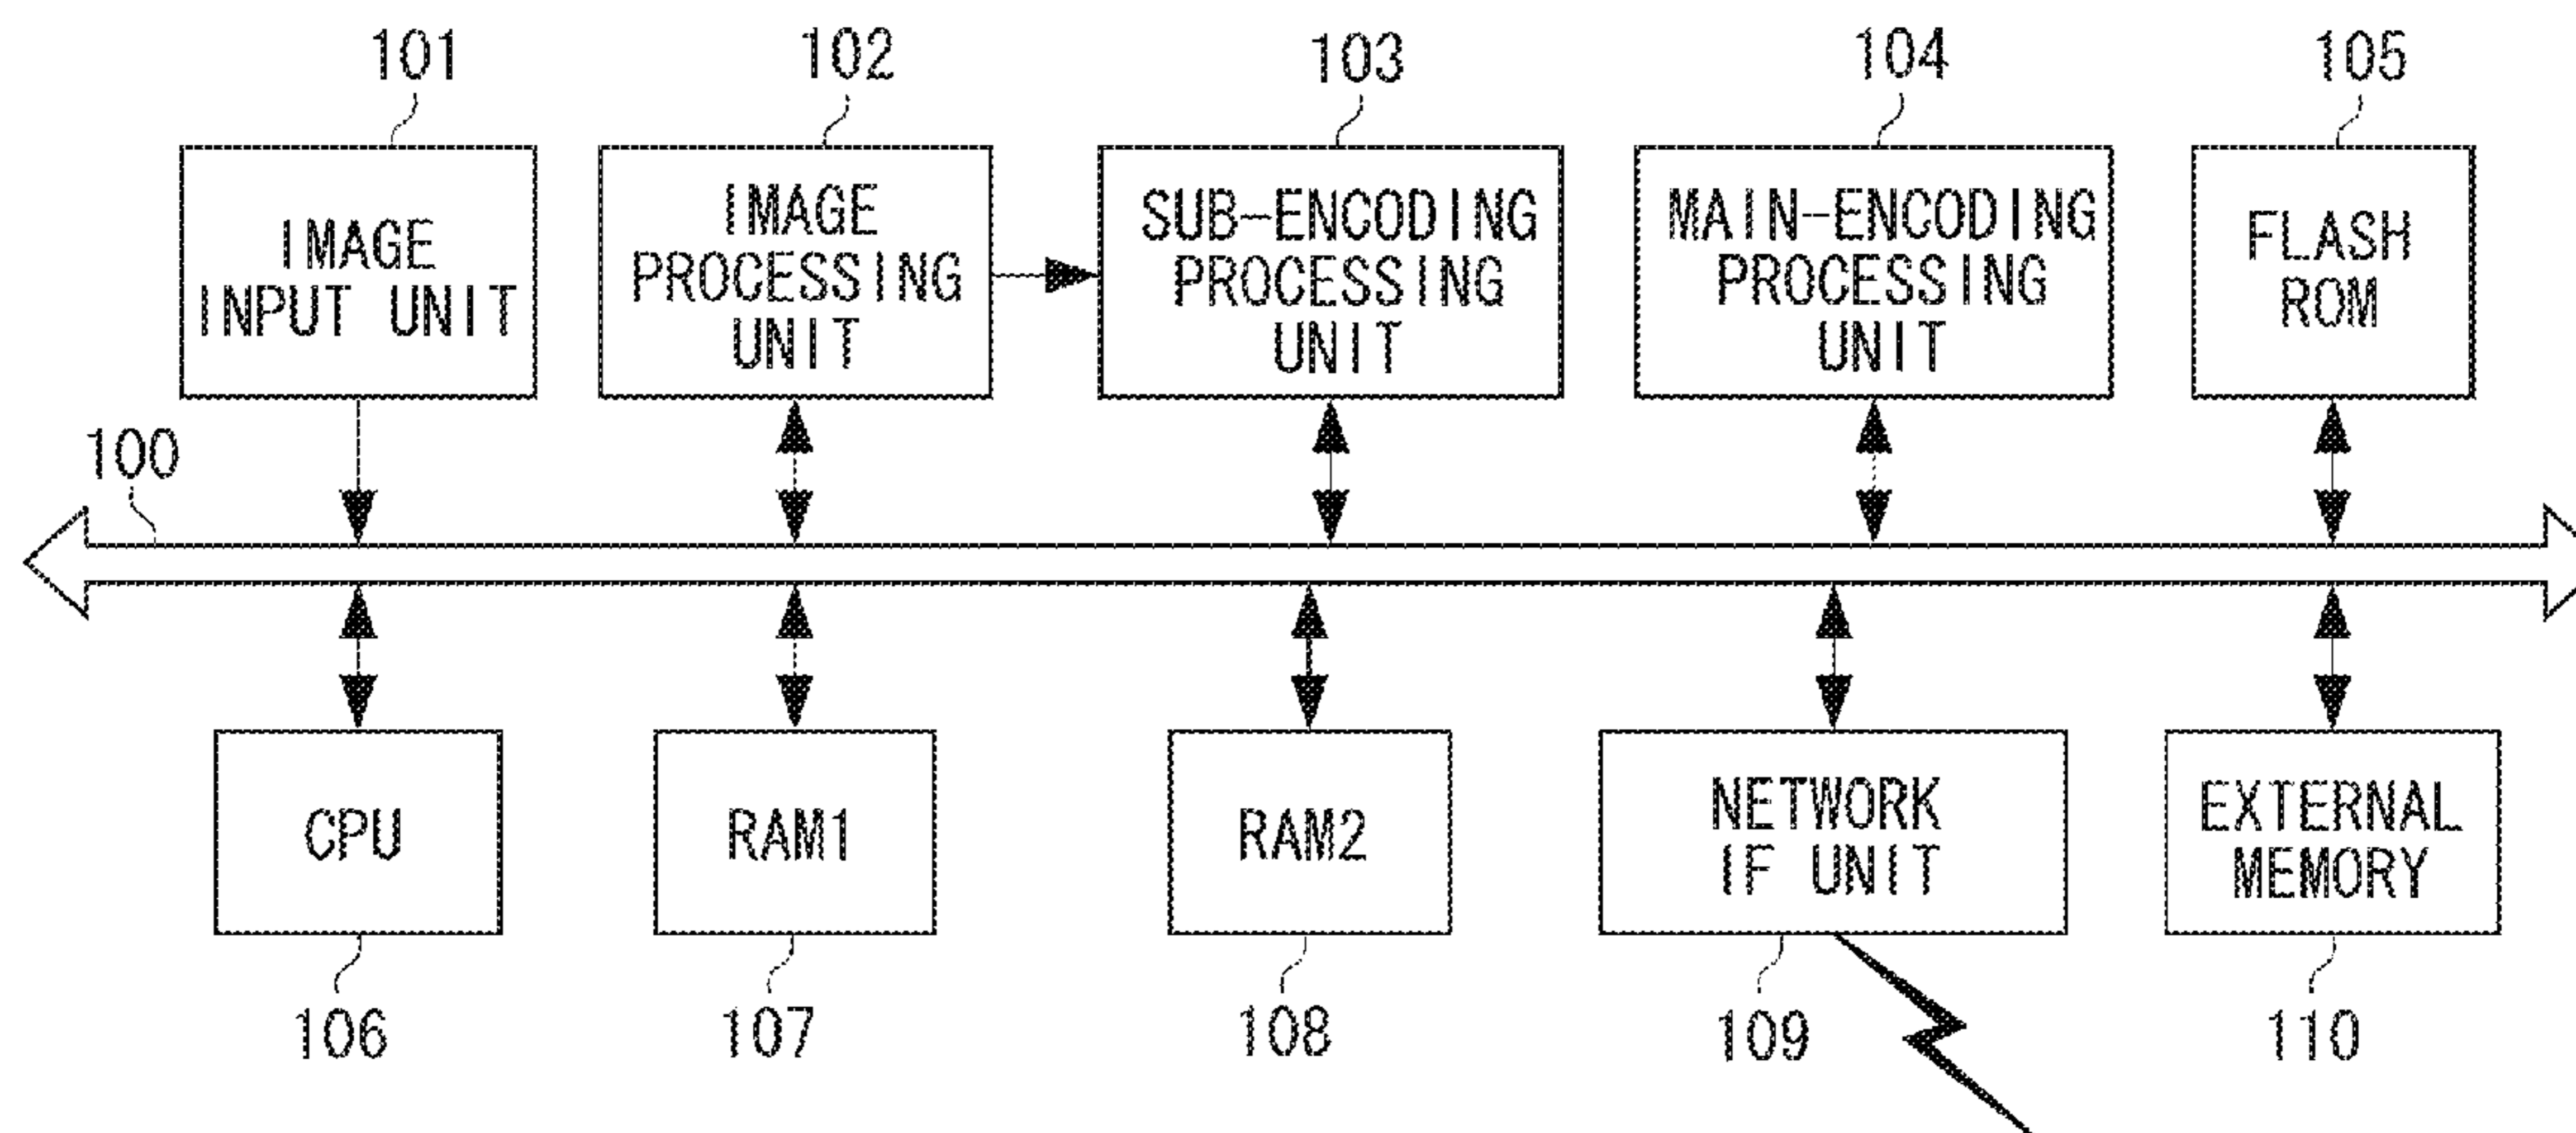 101
102
103
104
105
IMAGE
INPUT UNIT
IMAGE
PROCESSING
UNIT
SUB-ENCODING
PROCESSING
UNIT
MAIN-ENCODING
PROCESSING
UNIT
FLASH
ROM
100
CPU
RAM1
RAM2
NETWORK
IF UNIT
EXTERNAL
MEMORY
106
107
108
109
110